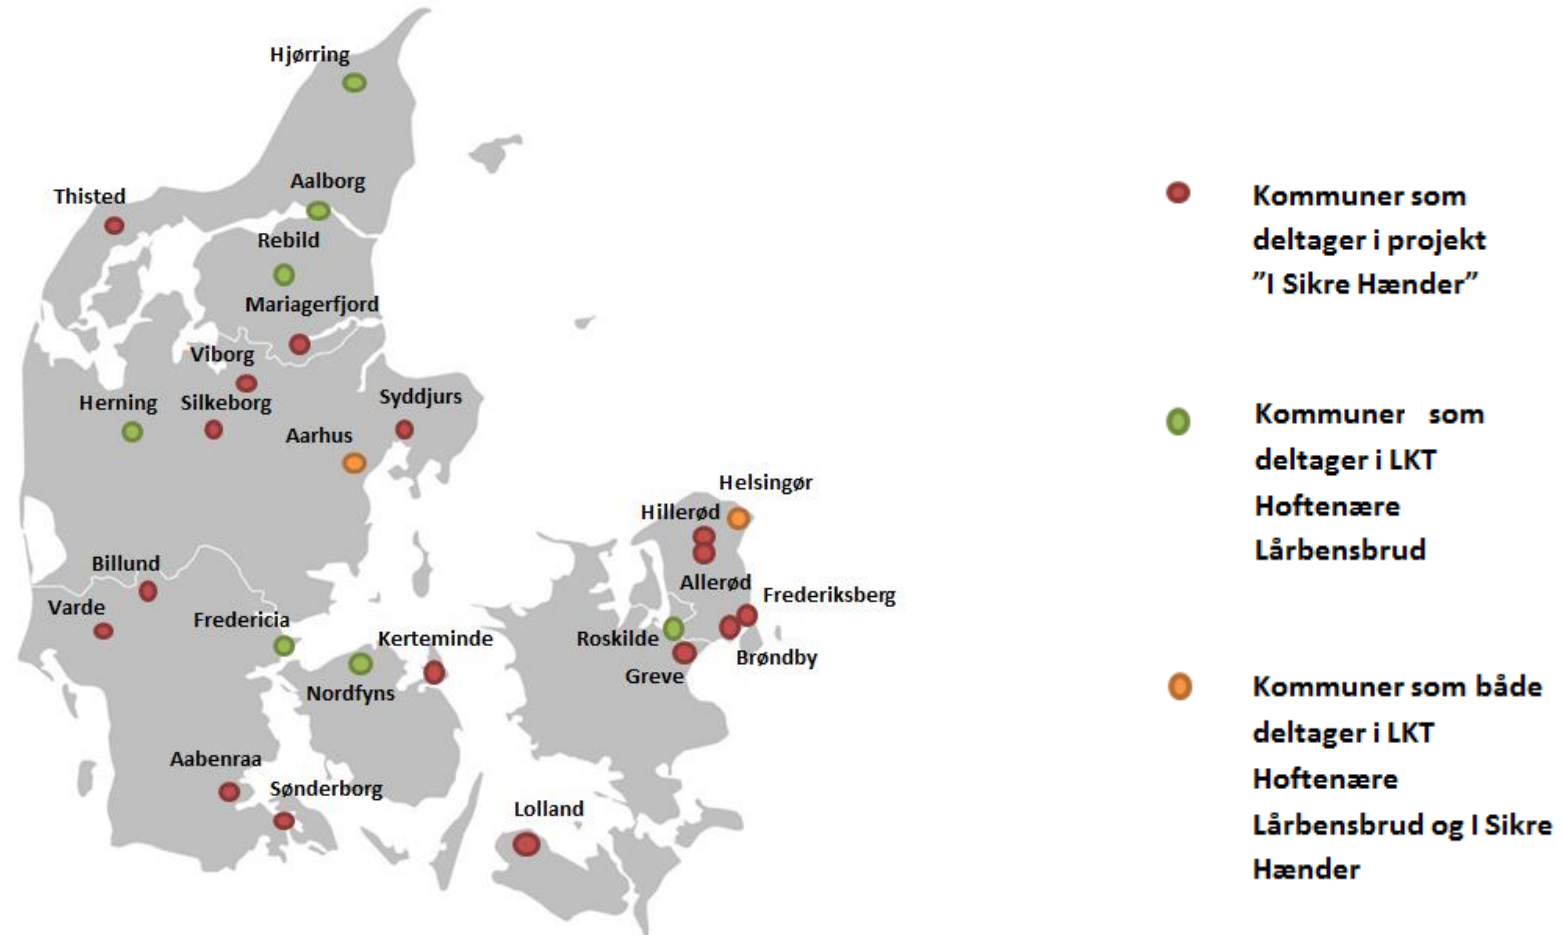 Hjørring
Aalborg
Thisted
Rebild
Mariagerfjord
Viborg
Herning
Silkeborg
Syddjurs
Aarhus
Helsingør
Hillerød
Billund
Allerød
Frederiksberg
Varde
Fredericia
Kerteminde
Roskilde
Brøndby
Greve
Nordfyns
Aabenraa
Sønderborg
Lolland
Kommuner som
deltager i projekt
”I Sikre Hænder”
Kommuner som
deltager i LKT
Hoftenære
Lårbensbrud
Kommuner som både
deltager i LKT
Hoftenære
Lårbensbrud og I Sikre
Hænder